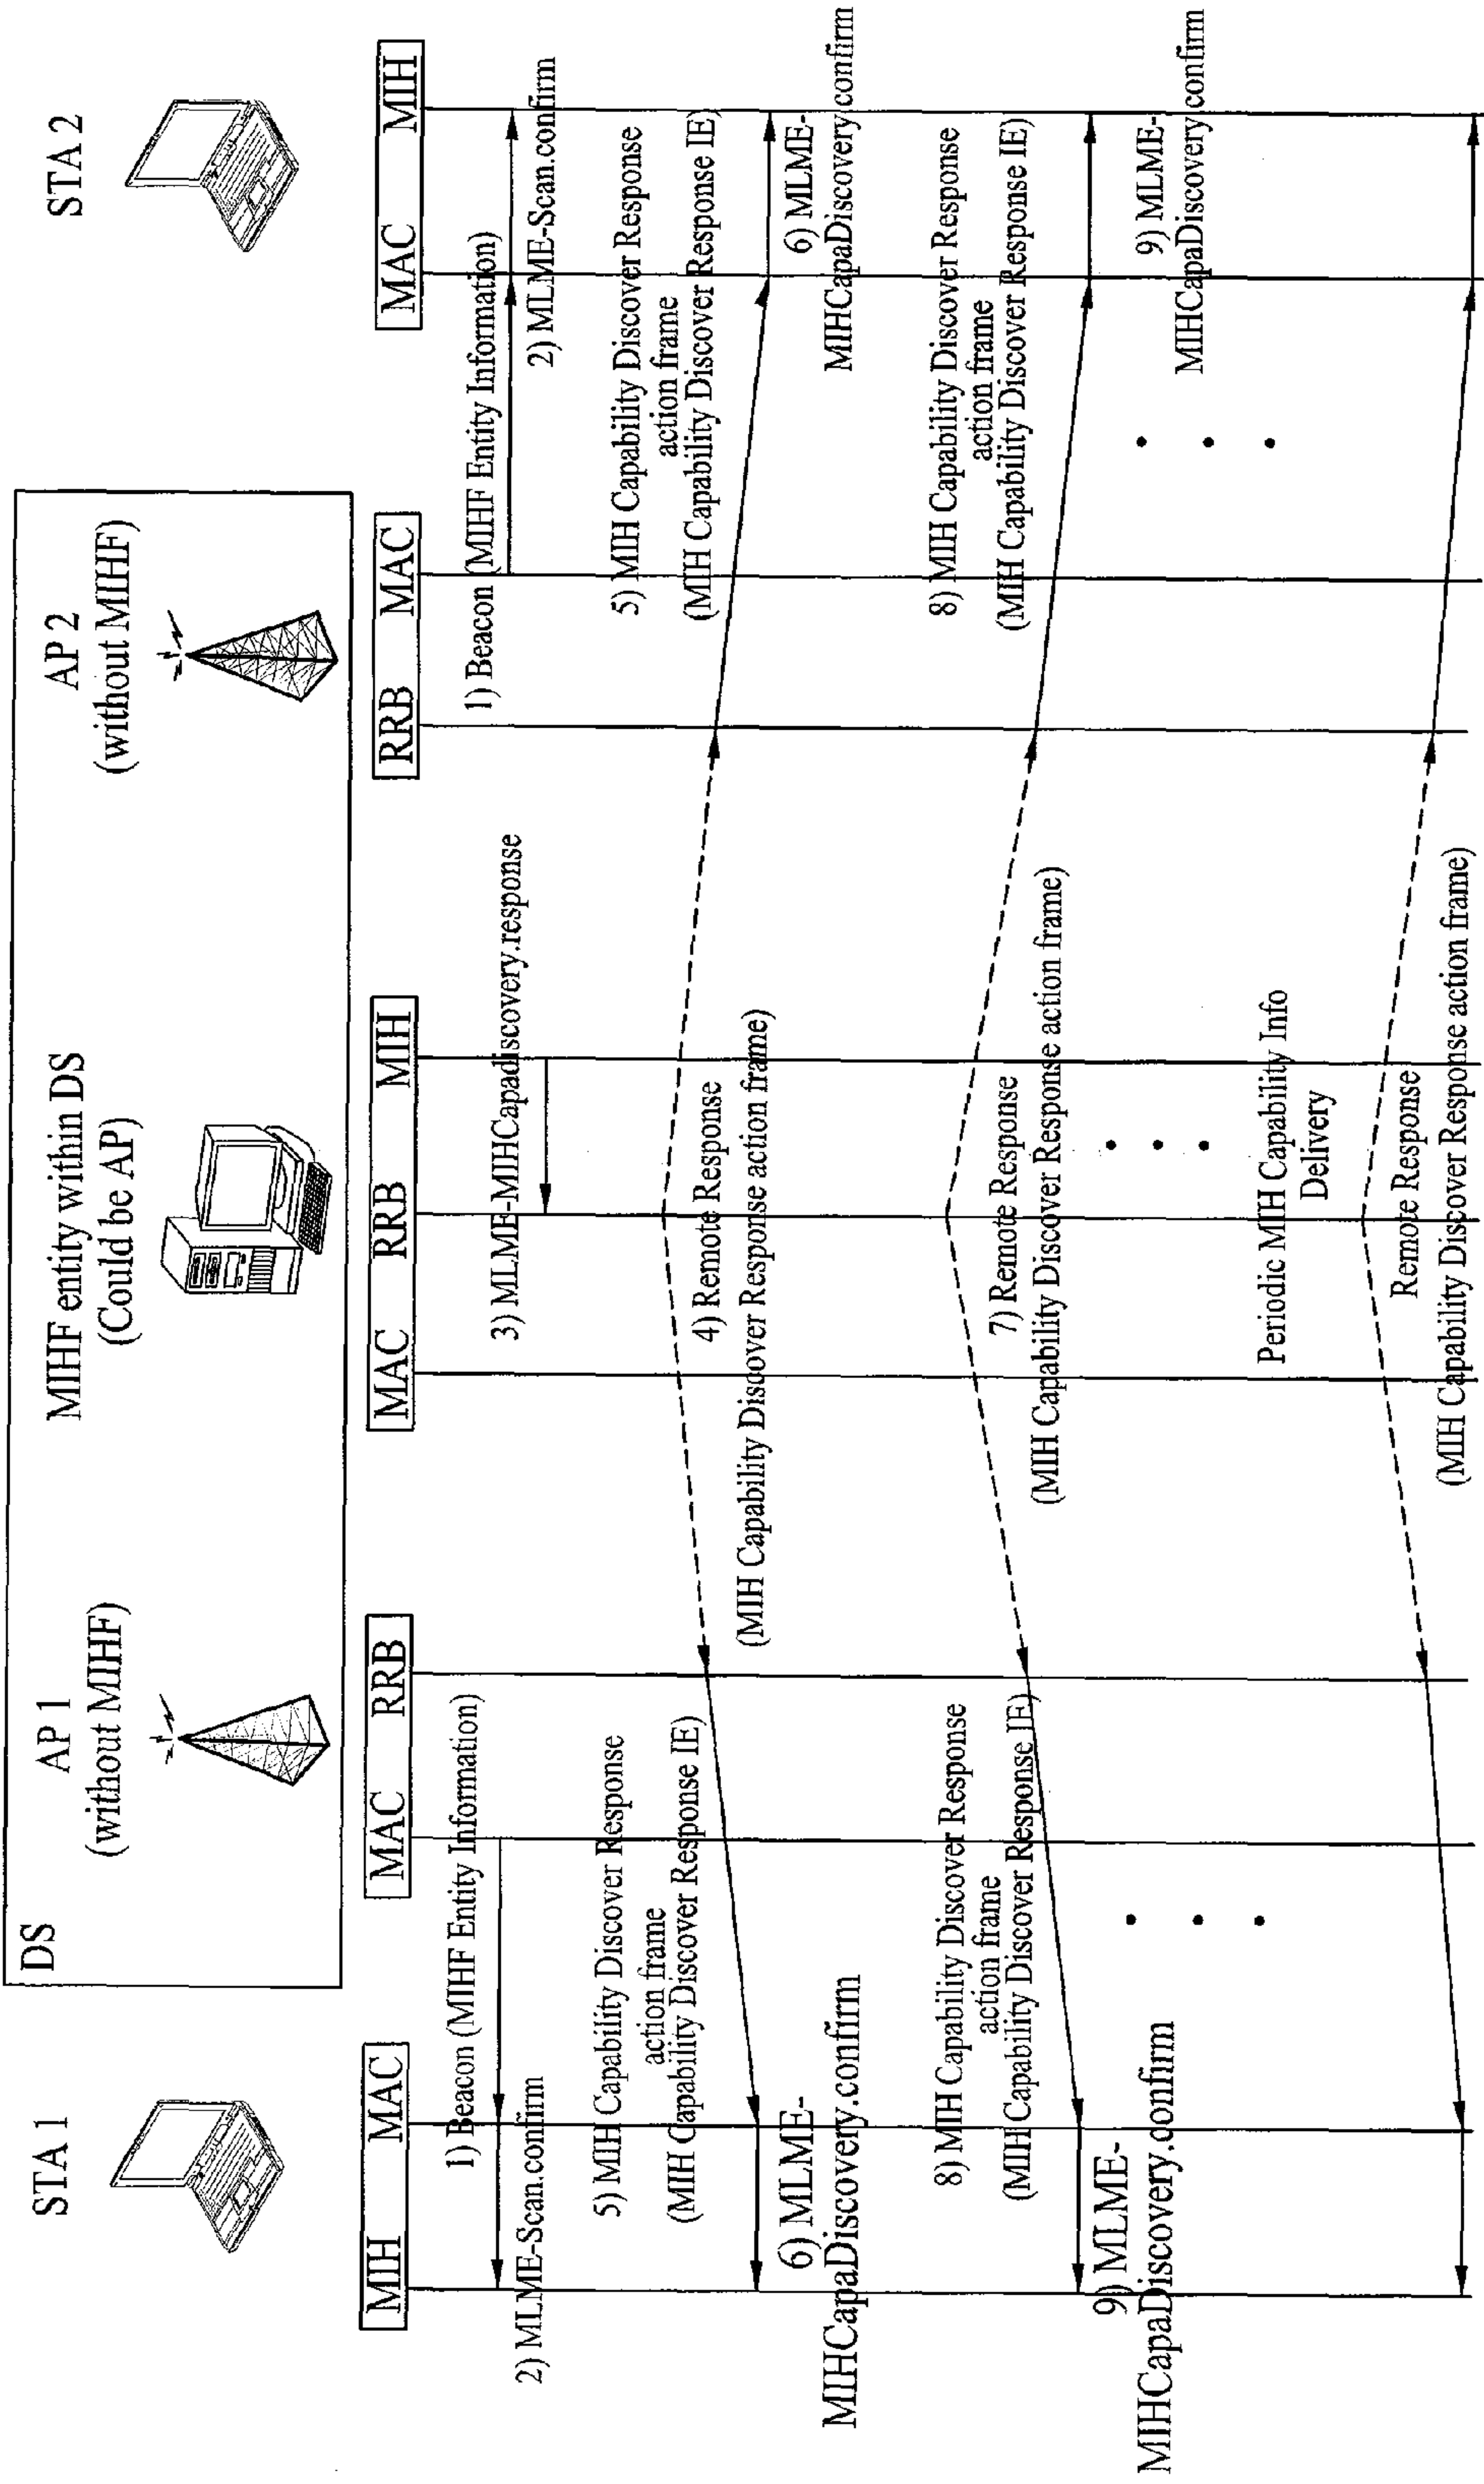 DS
STA 1
AP 1
(without MIHF)
MIHF entity within DS
(Could be AP)
AP 2
(without MIHF)
STA 2
MIH MAC
MAC RRB
MAC RRB MIH
RRB MAC
MAC MIH
1) Beacon (MIHF Entity Information)
2) MLME-Scan.confirm
1) Beacon (MIHF Entity Information)
2) MLME-Scan.confirm
3) MLME-MIHCapadiscovery.response
4) Remote Response
(MIH Capability Discover Response action frame)
5) MIH Capability Discover Response
action frame
(MIH Capability Discover Response IE)
5) MIH Capability Discover Response
action frame
(MIH Capability Discover Response IE)
6) MLME-
MIHCapaDiscovery.confirm
6) MLME-
MIHCapaDiscovery.confirm
7) Remote Response
(MIH Capability Discover Response action frame)
8) MIH Capability Discover Response
action frame
(MIH Capability Discover Response IE)
8) MIH Capability Discover Response
action frame
(MIH Capability Discover Response IE)
9) MLME-
MIHCapaDiscovery.confirm
9) MLME-
MIHCapaDiscovery.confirm
Periodic MIH Capability Info
Delivery
Remote Response
(MIH Capability Discover Response action frame)